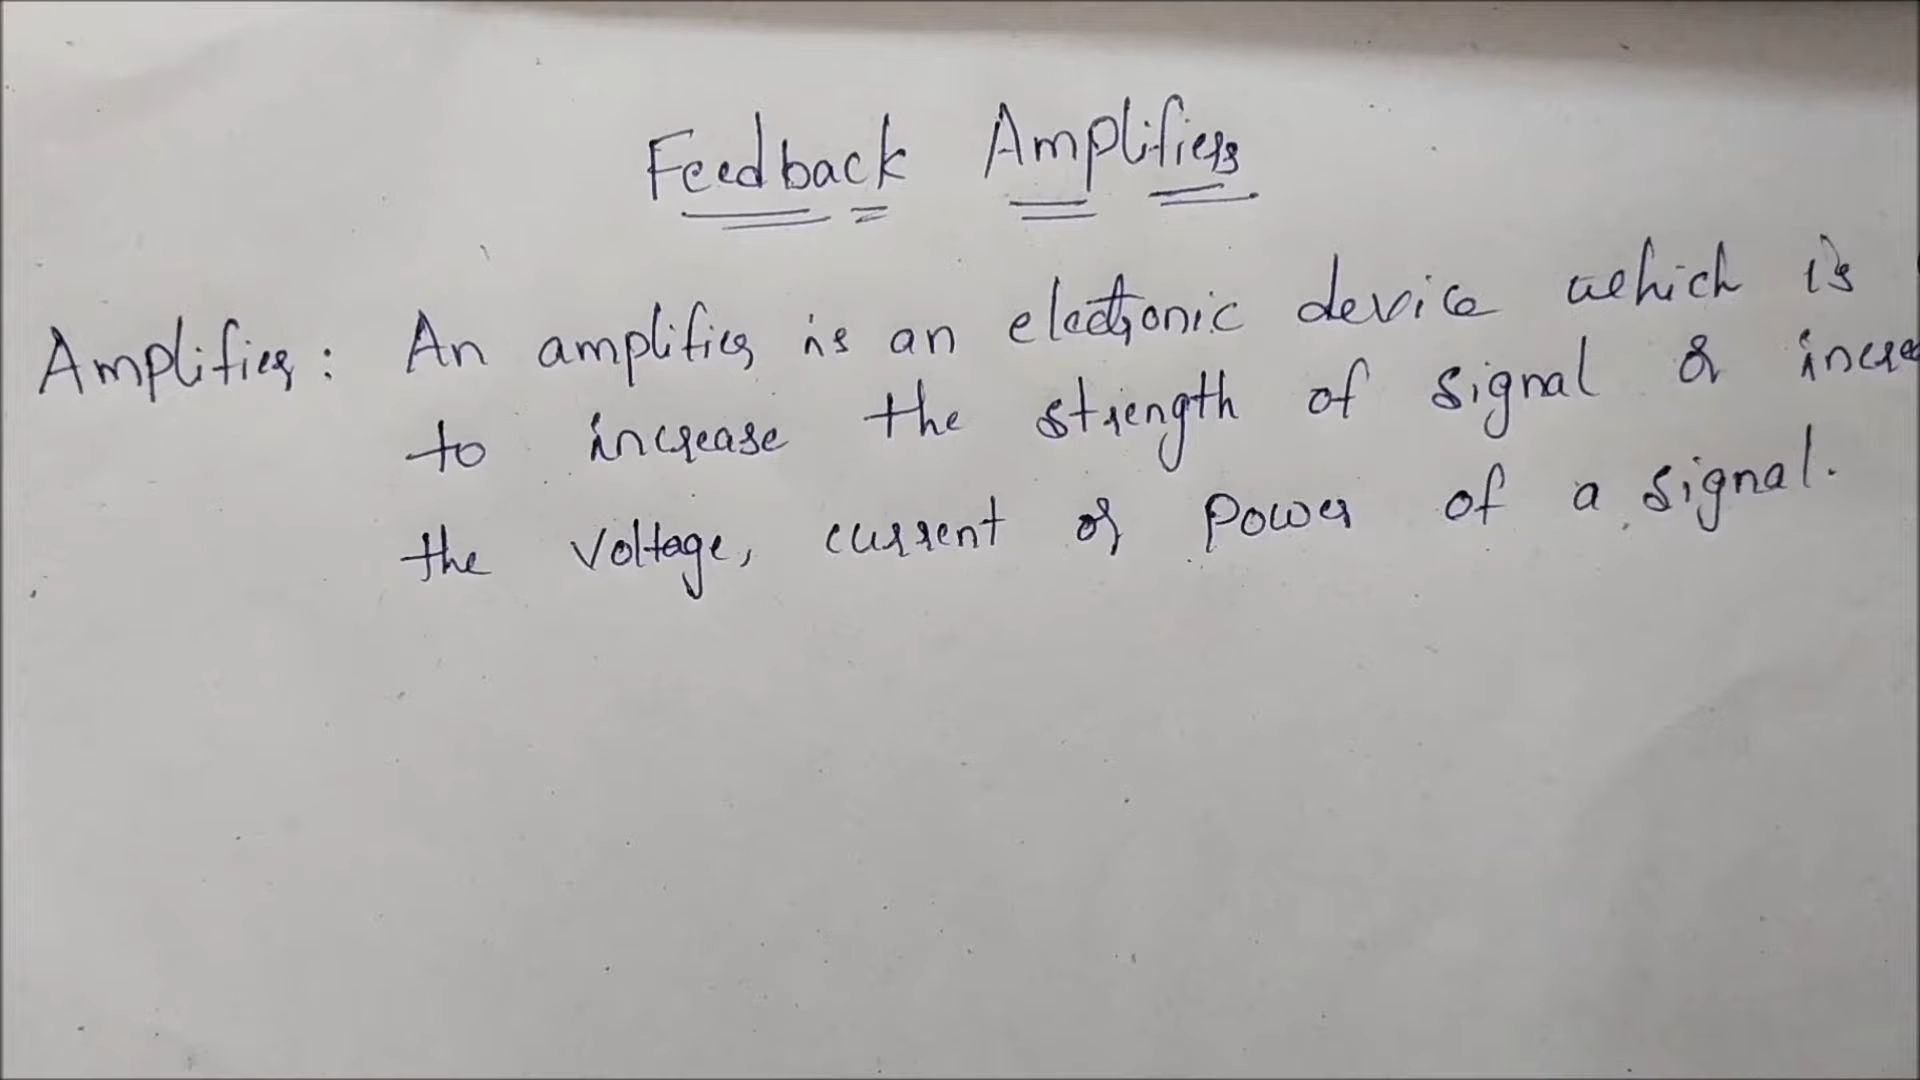 Feedback Amplifiers
Amplifier: An amplifier is an electronic device which is
to increase the strength of signal & increa
the voltage, current or power of a signal.